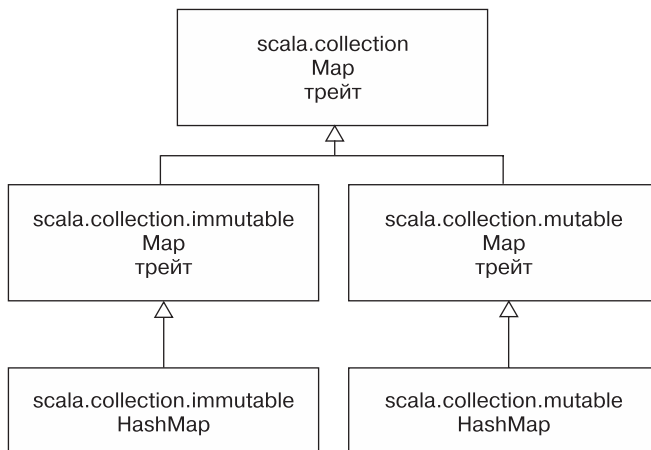 scala.collection
Map
трейт
scala.collection.immutable
Map
трейт
scala.collection.mutable
Map
трейт
scala.collection.immutable
HashMap
scala.collection.mutable
HashMap